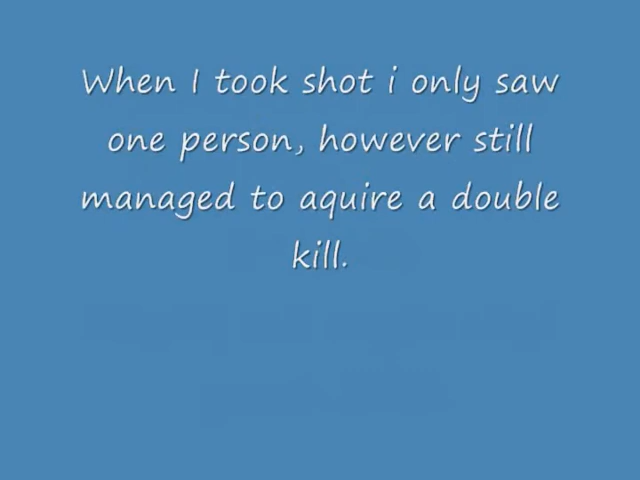 When I took shot i only saw
one person, however still
managed to aquire a double
kill.